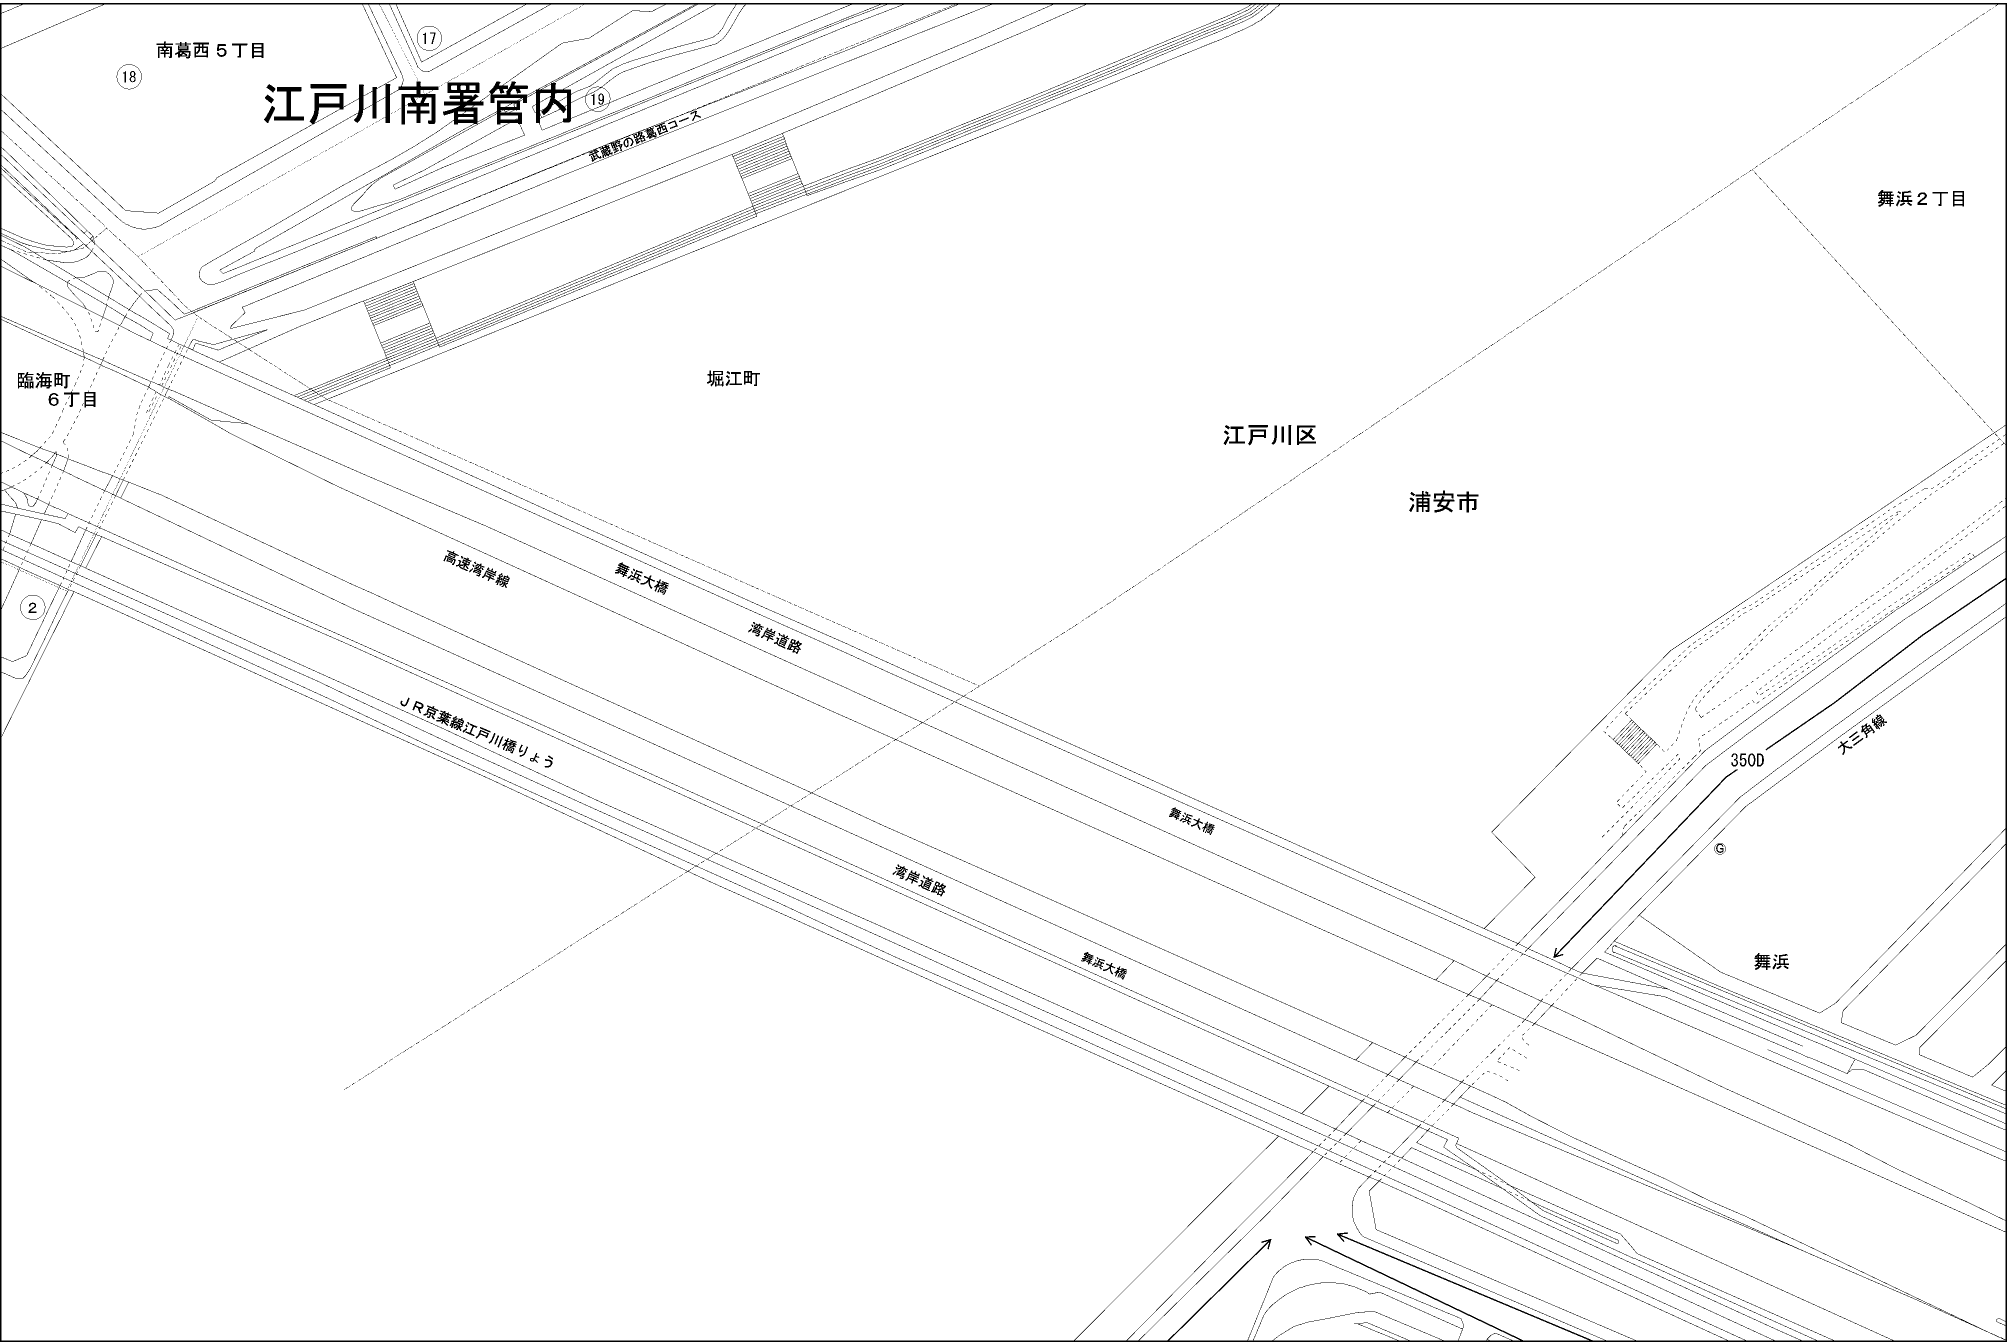 17
南葛西５丁目
18
江戸川南署管内
19
武蔵野の路葛西コース
舞浜２丁目
臨海町
６丁目
堀江町
江戸川区
浦安市
高速湾岸線
舞浜大橋
2
湾岸道路
ＪＲ京葉線江戸川橋りょう
大三角線
350D
舞浜大橋
G
湾岸道路
舞浜大橋
舞浜